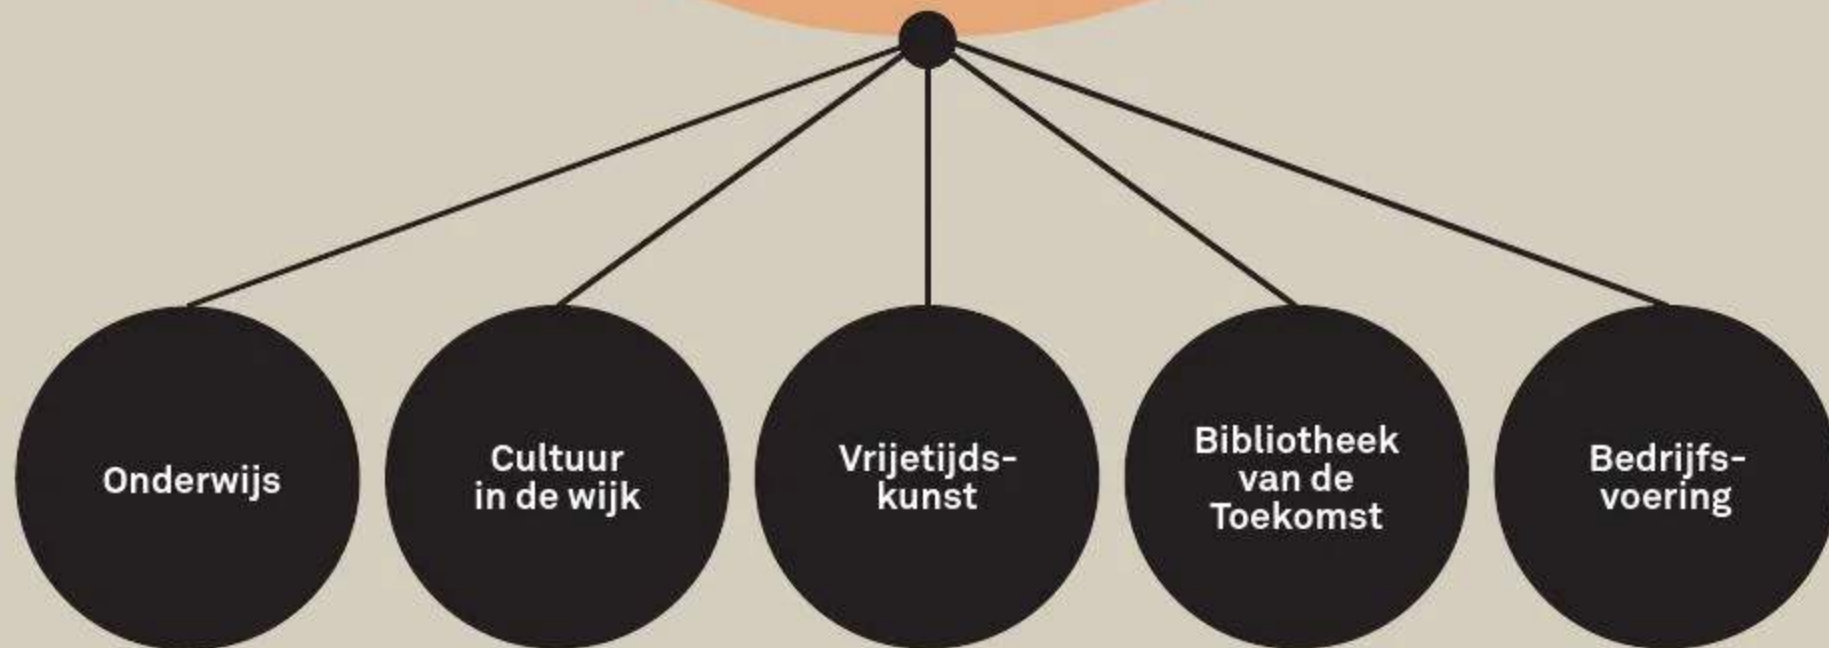 Onderwijs
Cultuur
in de wijk
Vrijetijds-
kunst
Bibliotheek
van de
Toekomst
Bedrijfs-
voering